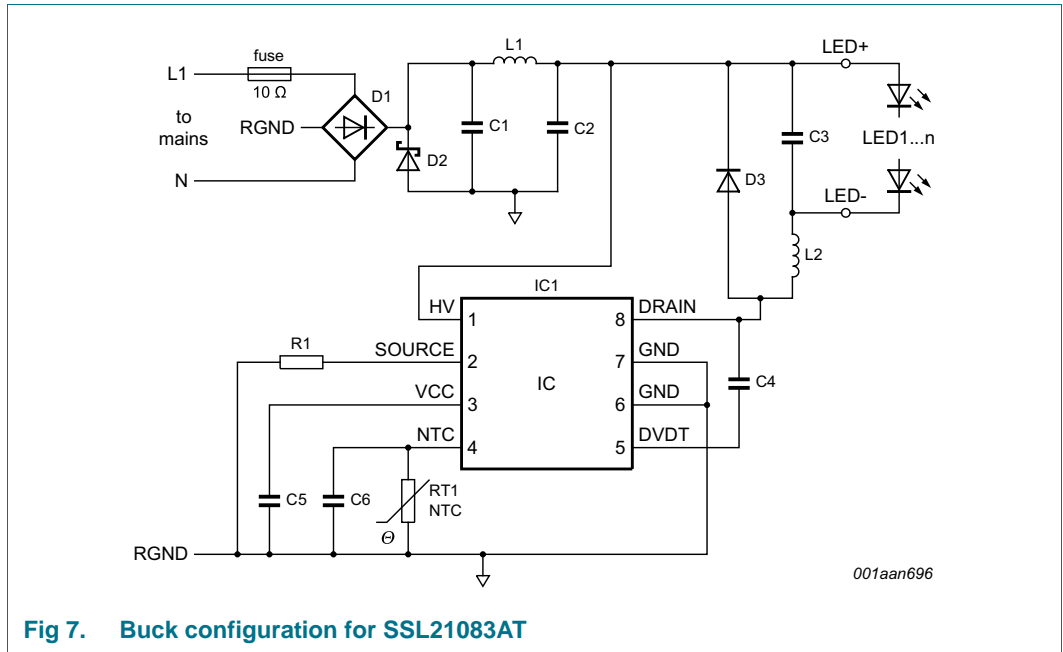 fuse
L1
LED+
L1
10 Ω
D1
to
mains
RGND
C1
C2
C3
LED1...n
D2
D3
N
LED-
L2
IC1
HV
DRAIN
1
8
R1
SOURCE
GND
2
7
IC
C4
VCC
GND
3
6
NTC
DVDT
4
5
C5
C6
RT1
NTC
Θ
RGND
001aan696
Fig 7. Buck configuration for SSL21083AT